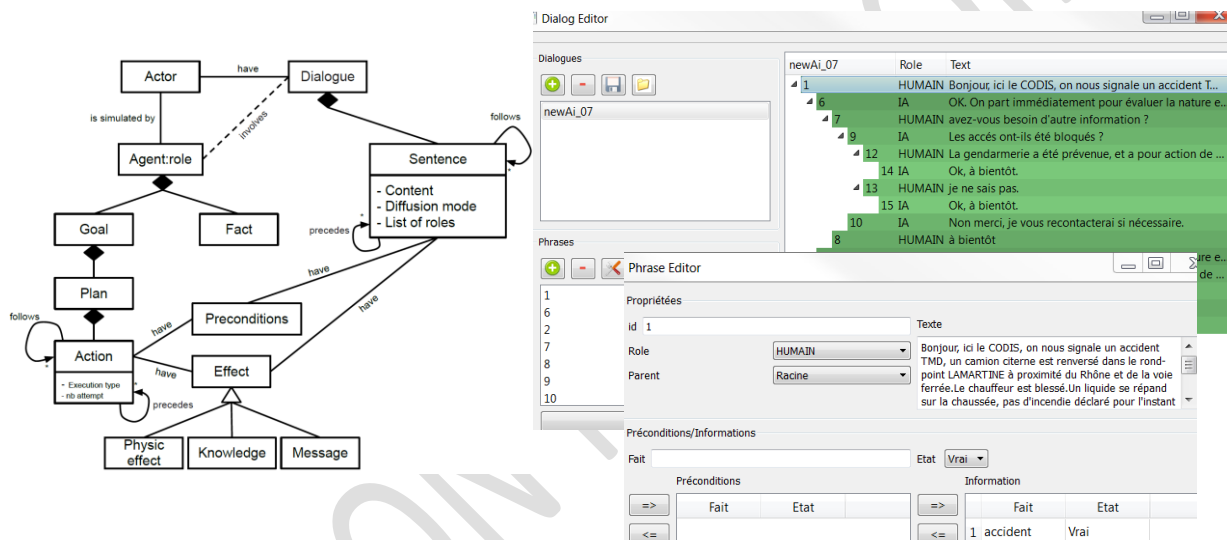 Actor
have
Dialogue
is simulated by
involves
follows
Agent:role
Sentence
- Content
- Diffusion mode
- List of roles
precedes
Goal
Fact
have
have
Plan
follows
have
Preconditions
Action
- Execution type
- nb attempt
have
Effect
precedes
Physic
effect
Knowledge
Message
Dialog Editor
Dialogues
newAi_07
newAi_07 Role Text
1 HUMAIN Bonjour, ici le CODIS, on nous signale un accident T...
6 IA OK. On part immédiatement pour évaluer la nature e...
7 HUMAIN avez-vous besoin d'autre information ?
9 IA Les accés ont-ils été bloqués ?
12 HUMAIN La gendarmerie a été prévenue, et a pour action de ...
14 IA Ok, à bientôt.
13 HUMAIN je ne sais pas.
15 IA Ok, à bientôt.
10 IA Non merci, je vous recontacterai si nécessaire.
8 HUMAIN à bientôt
ure e...
de ...
Phrases
1
6
2
7
8
9
10
Phrase Editor
Propriétées
id 1
Texte
Role HUMAIN
Parent Racine
Bonjour, ici le CODIS, on nous signale un accident
TMD, un camion citerne est renversé dans le rond-
point LAMARTINE à proximité du Rhône et de la voie
ferrée.Le chauffeur est blessé.Un liquide se répand
sur la chaussée, pas d'incendie déclaré pour l'instant
Préconditions/Informations
Fait
Etat Vrai
Préconditions
Information
=> Fait Etat
=> Fait Etat
<=
<= 1 accident Vrai